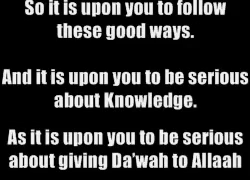 So it is upon you to follow
these good ways.
And it is upon you to be serious
about Knowledge.
As it is upon you to be serious
about giving Da'wah to Allaah